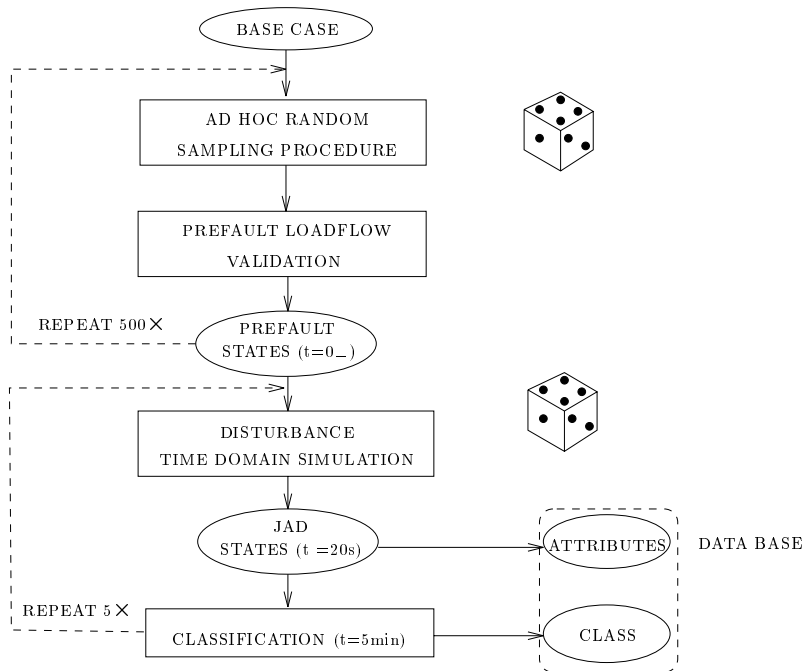 BASE CASE
AD HOC RANDOM
SAMPLING PROCEDURE
PREFAULT LOADFLOW
VALIDATION
REPEAT 500×
PREFAULT
STATES (t=0_)
DISTURBANCE
TIME DOMAIN SIMULATION
JAD
STATES (t =20s)
ATTRIBUTES
DATA BASE
REPEAT 5×
CLASSIFICATION (t=5min)
CLASS